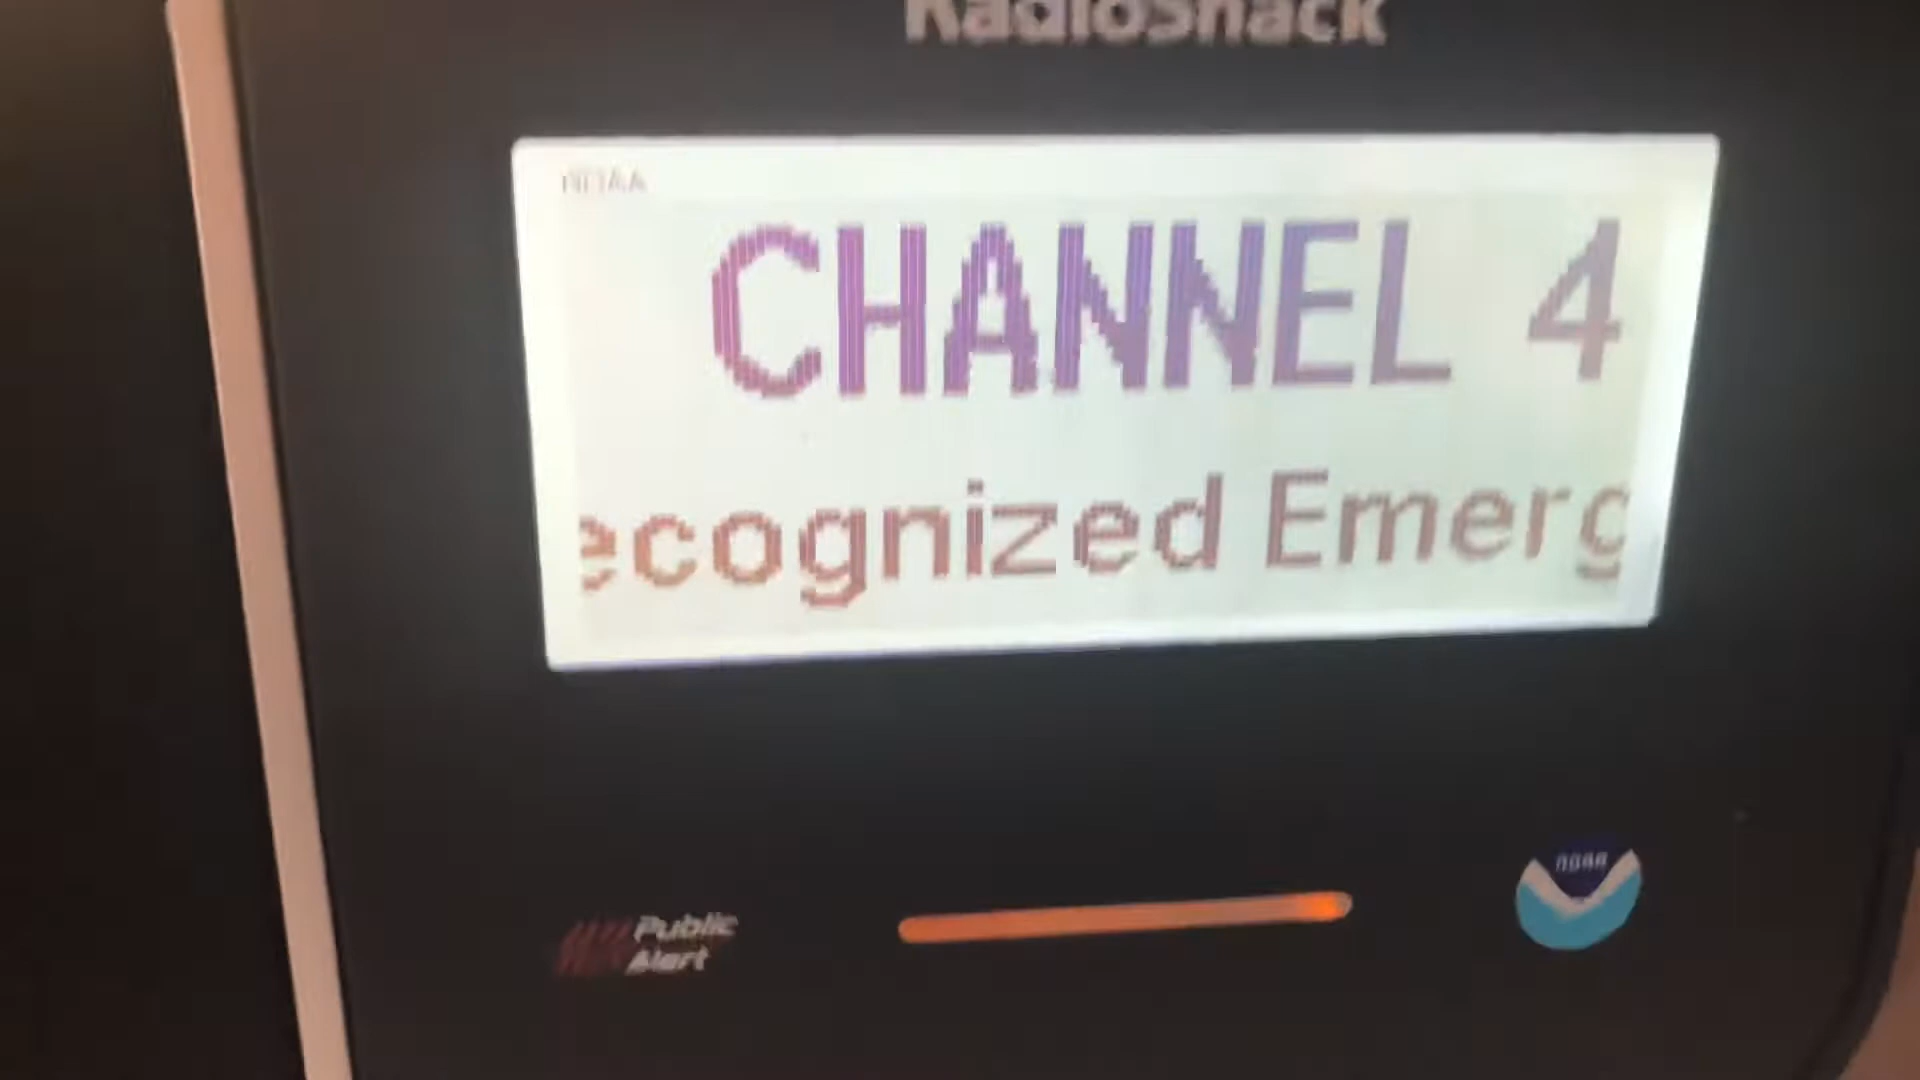 RadioShack
NOAA
CHANNEL 4
ecognized Emerg
Public
Alert
noaa